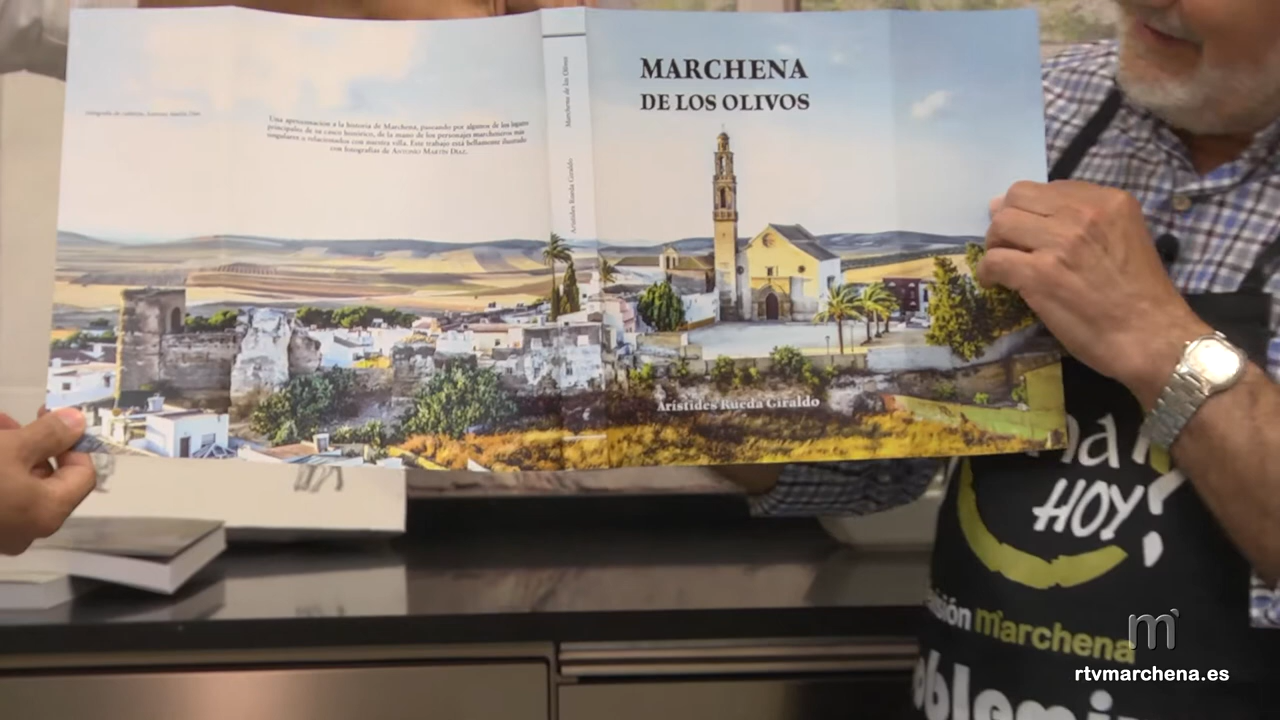 MARCHENA
DE LOS OLIVOS
Una aproximación a la historia de Marchena, paseando por algunos de los lugares
principales de su casco histórico, de la mano de los personajes marcheneros más
singulares o relacionados con nuestra villa. Este trabajo está bellamente ilustrado
con fotografías de ANTONIO MARTÍN DÍAZ.
Marchena de los Olivos
Arístides Rueda Giraldo
Arístides Rueda Giraldo
HOY?
marchena
m
rtvmarchena.es